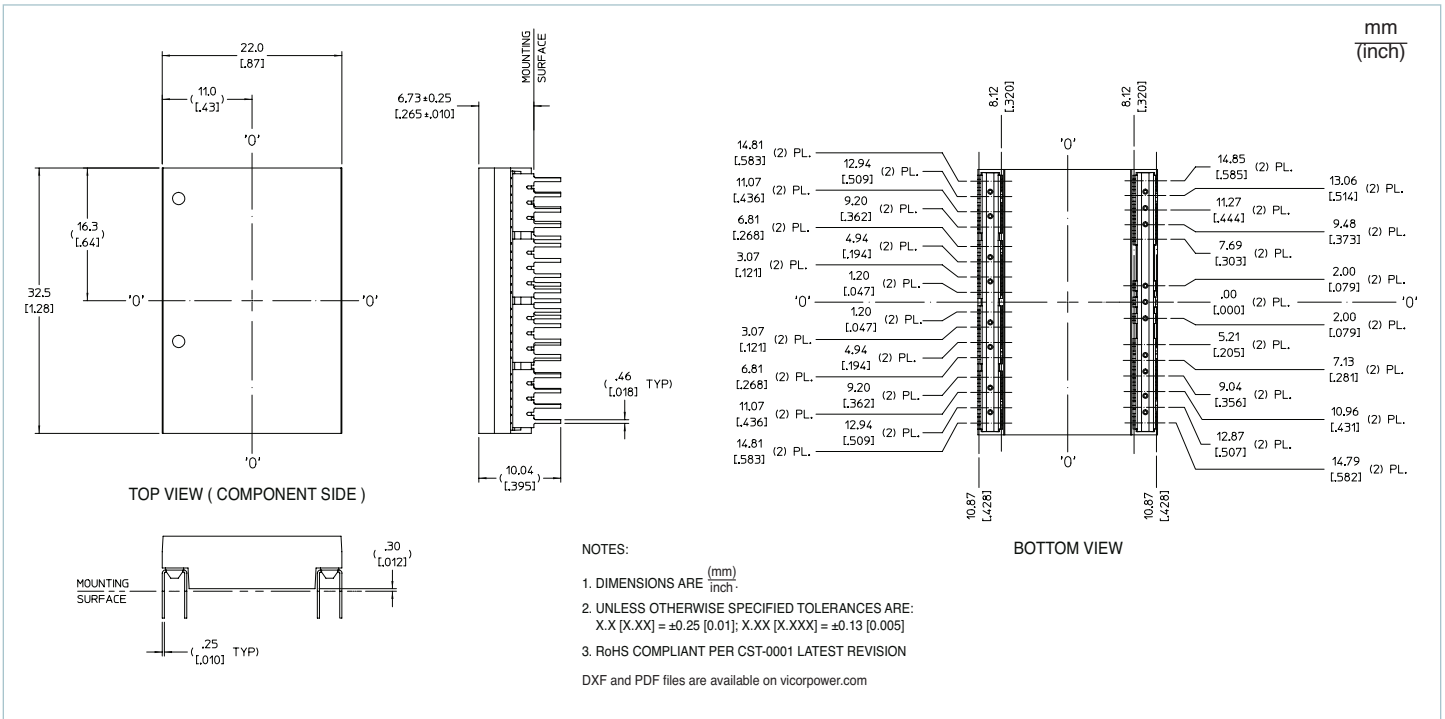 mm
(inch)
22.0
[.87]
11.0
( [.43] )
'0'
16.3
( [.64] )
32.5
[1.28]
'0'
'0'
'0'
TOP VIEW ( COMPONENT SIDE )
MOUNTING
SURFACE
6.73±0.25
[.265±.010]
.46
( [.018] TYP)
10.04
( [.395] )
MOUNTING
SURFACE
.30
( [.012] )
.25
( [.010] TYP)
8.12
[.320]
8.12
[.320]
'0'
14.81
[.583] (2) PL.
12.94
[.509] (2) PL.
11.07
[.436] (2) PL.
9.20
[.362] (2) PL.
6.81
[.268] (2) PL.
4.94
[.194] (2) PL.
3.07
[.121] (2) PL.
1.20
[.047] (2) PL.
'0'
1.20
[.047] (2) PL.
3.07
[.121] (2) PL.
4.94
[.194] (2) PL.
6.81
[.268] (2) PL.
9.20
[.362] (2) PL.
11.07
[.436] (2) PL.
12.94
[.509] (2) PL.
14.81
[.583] (2) PL.
14.85
[.585] (2) PL.
13.06
[.514] (2) PL.
11.27
[.444] (2) PL.
9.48
[.373] (2) PL.
7.69
[.303] (2) PL.
2.00
[.079] (2) PL.
.00
[.000] (2) PL.
'0'
2.00
[.079] (2) PL.
5.21
[.205] (2) PL.
7.13
[.281] (2) PL.
9.04
[.356] (2) PL.
10.96
[.431] (2) PL.
12.87
[.507] (2) PL.
14.79
[.582] (2) PL.
'0'
10.87
[.428]
10.87
[.428]
BOTTOM VIEW
NOTES:
1. DIMENSIONS ARE (mm)
inch.
2. UNLESS OTHERWISE SPECIFIED TOLERANCES ARE:
X.X [X.XX] = ±0.25 [0.01]; X.XX [X.XXX] = ±0.13 [0.005]
3. RoHS COMPLIANT PER CST-0001 LATEST REVISION
DXF and PDF files are available on vicorpower.com